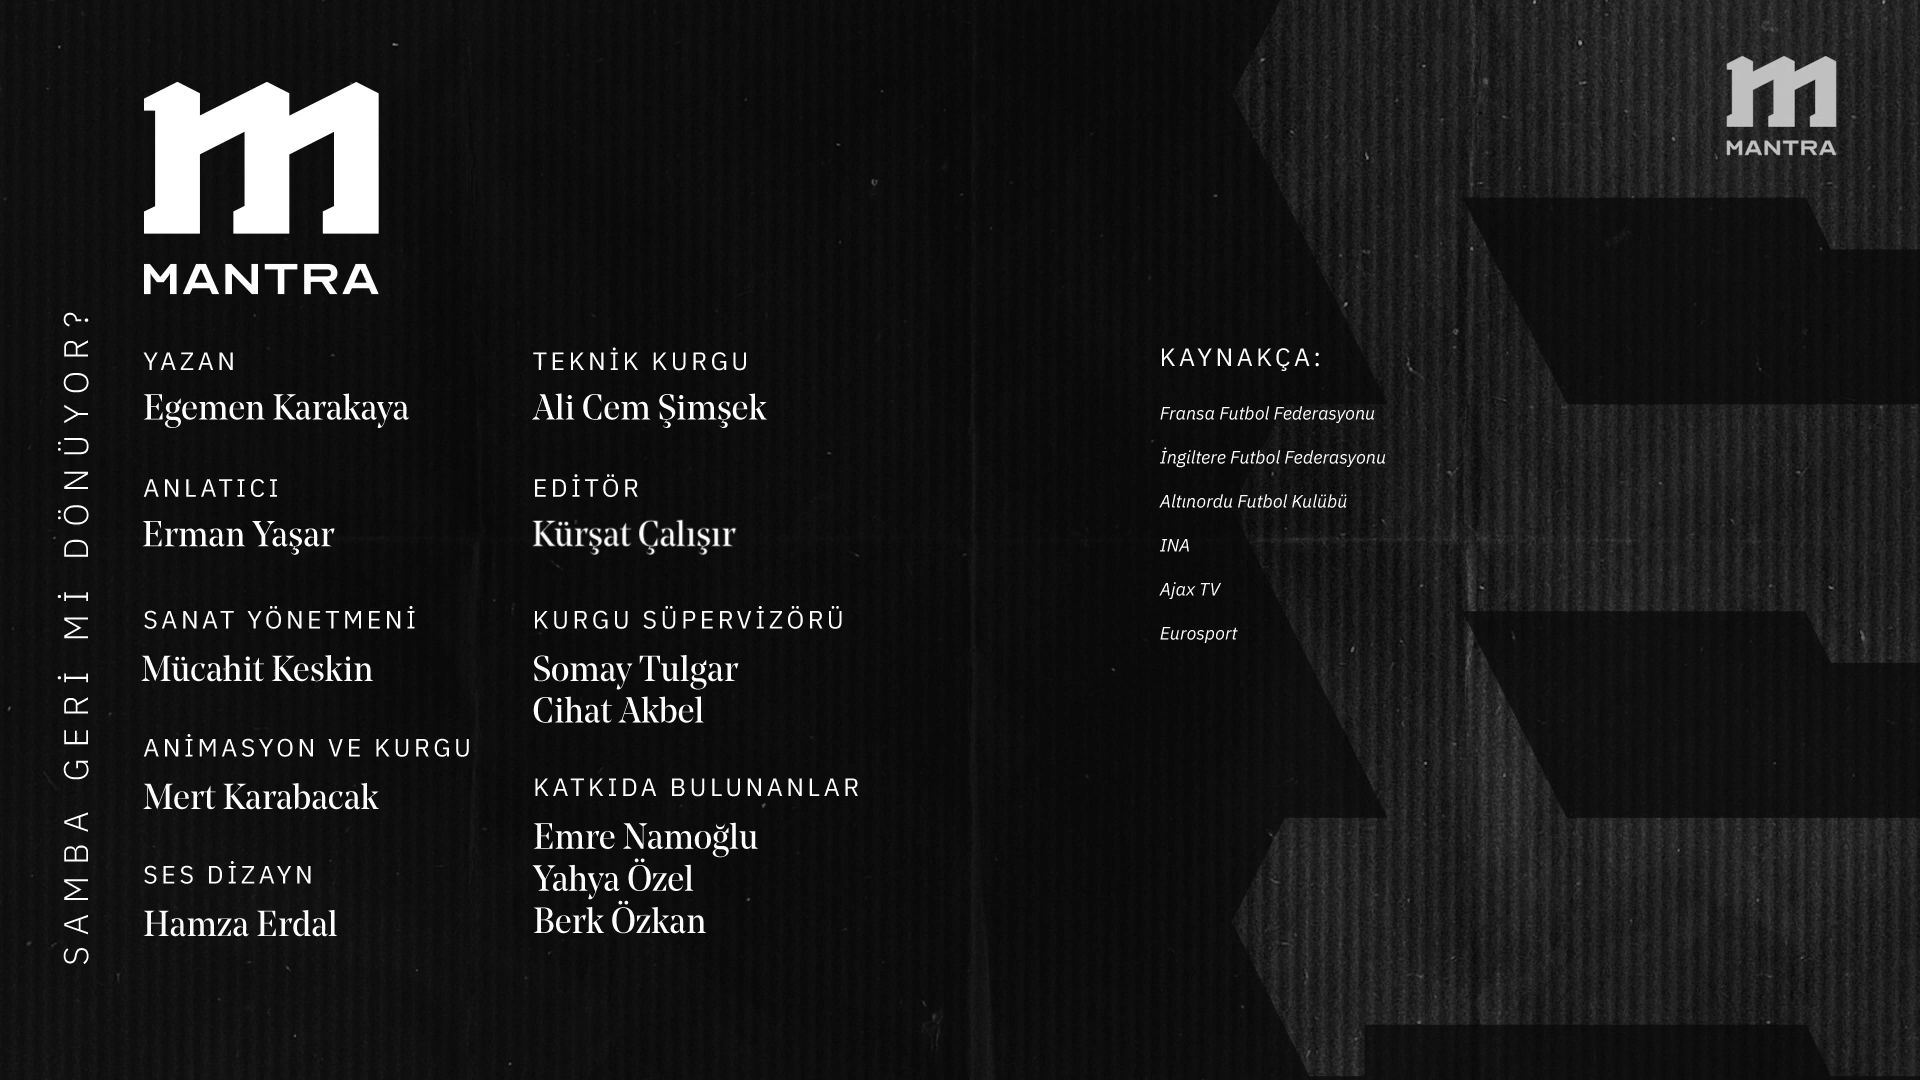 m
MANTRA
SAMBA GERİ Mİ DÖNÜYOR?
YAZAN
Egemen Karakaya
ANLATICI
Erman Yaşar
SANAT YÖNETMENİ
Mücahit Keskin
ANİMASYON VE KURGU
Mert Karabacak
SES DİZAYN
Hamza Erdal
TEKNİK KURGU
Ali Cem Şimşek
EDİTÖR
Kürşat Çalışır
KURGU SÜPERVİZÖRÜ
Somay Tulgar
Cihat Akbel
KATKIDA BULUNANLAR
Emre Namoğlu
Yahya Özel
Berk Özkan
KAYNAKÇA:
Fransa Futbol Federasyonu
İngiltere Futbol Federasyonu
Altınordu Futbol Kulübü
INA
Ajax TV
Eurosport
m
MANTRA